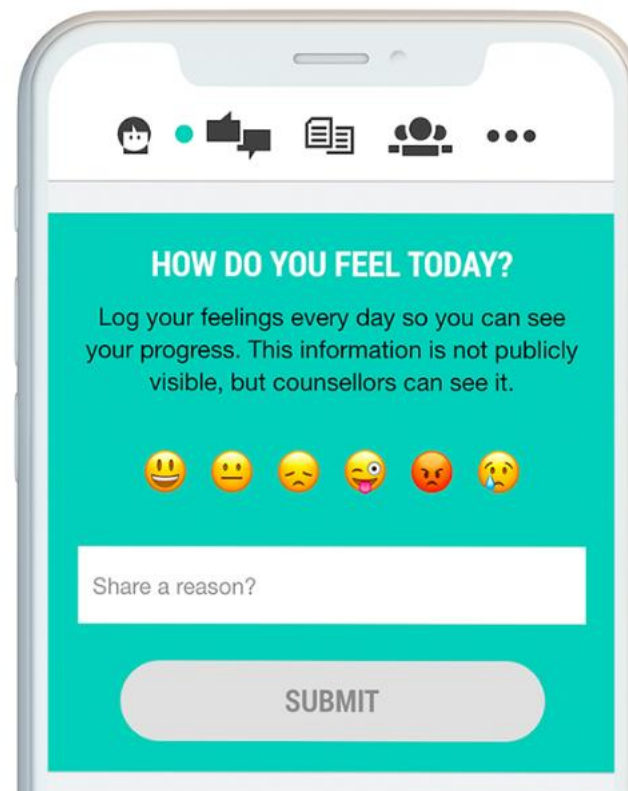 HOW DO YOU FEEL TODAY?
Log your feelings every day so you can see
your progress. This information is not publicly
visible, but counsellors can see it.
Share a reason?
SUBMIT